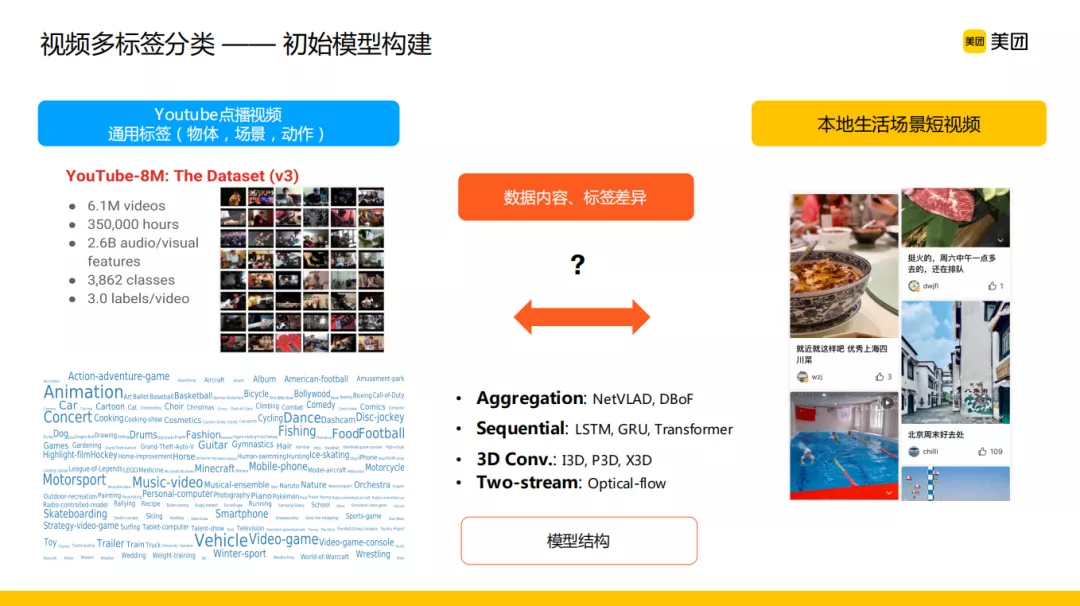 视频多标签分类 —— 初始模型构建
美团 美团
Youtube点播视频
通用标签（物体，场景，动作）
本地生活场景短视频
YouTube-8M: The Dataset (v3)
● 6.1M videos
● 350,000 hours
● 2.6B audio/visual
features
● 3,862 classes
● 3.0 labels/video
数据内容、标签差异
?
• Aggregation: NetVLAD, DBoF
• Sequential: LSTM, GRU, Transformer
• 3D Conv.: I3D, P3D, X3D
• Two-stream: Optical-flow
模型结构
挺火的，周六中午一点多
去的，还在排队
dwjfl 1
就近就这样吧 优秀上海四
川菜
wzj 3
北京周末好去处
chilli 109
Action-adventure-game Aircraft Album American-football Amusement-park
Animation Art Ballet Baseball Basketball Bicycle Bollywood Boxing Call-of-Duty
Car Cartoon Cat Choir Christmas Climbing Combat Comedy Comics
Concert Cooking Cooking-show Cosmetics Cycling Dance Dashcam Disc-jockey
Dog Drawing Drums Fashion Fishing Food Football
Games Gardening Grand-Theft-Auto-V Guitar Gymnastics Hair
Highlight-film Hockey Home-improvement Horse Human-swimming Hunting Ice-skating iPhone
League-of-Legends LEGO Medicine Minecraft Mobile-phone Model-aircraft Motorcycle
Motorsport Music-video Musical-ensemble Naruto Nature Orchestra
Outdoor-recreation Painting Personal-computer Photography Piano Pokémon
Radio-controlled-model Rallying Recipe Running School
Skateboarding Skiing Smartphone Sports-game
Strategy-video-game Surfing Tablet-computer Talent-show Television
Toy Trailer Train Truck Vehicle Video-game Video-game-console
Wedding Weight-training Winter-sport World-of-Warcraft Wrestling